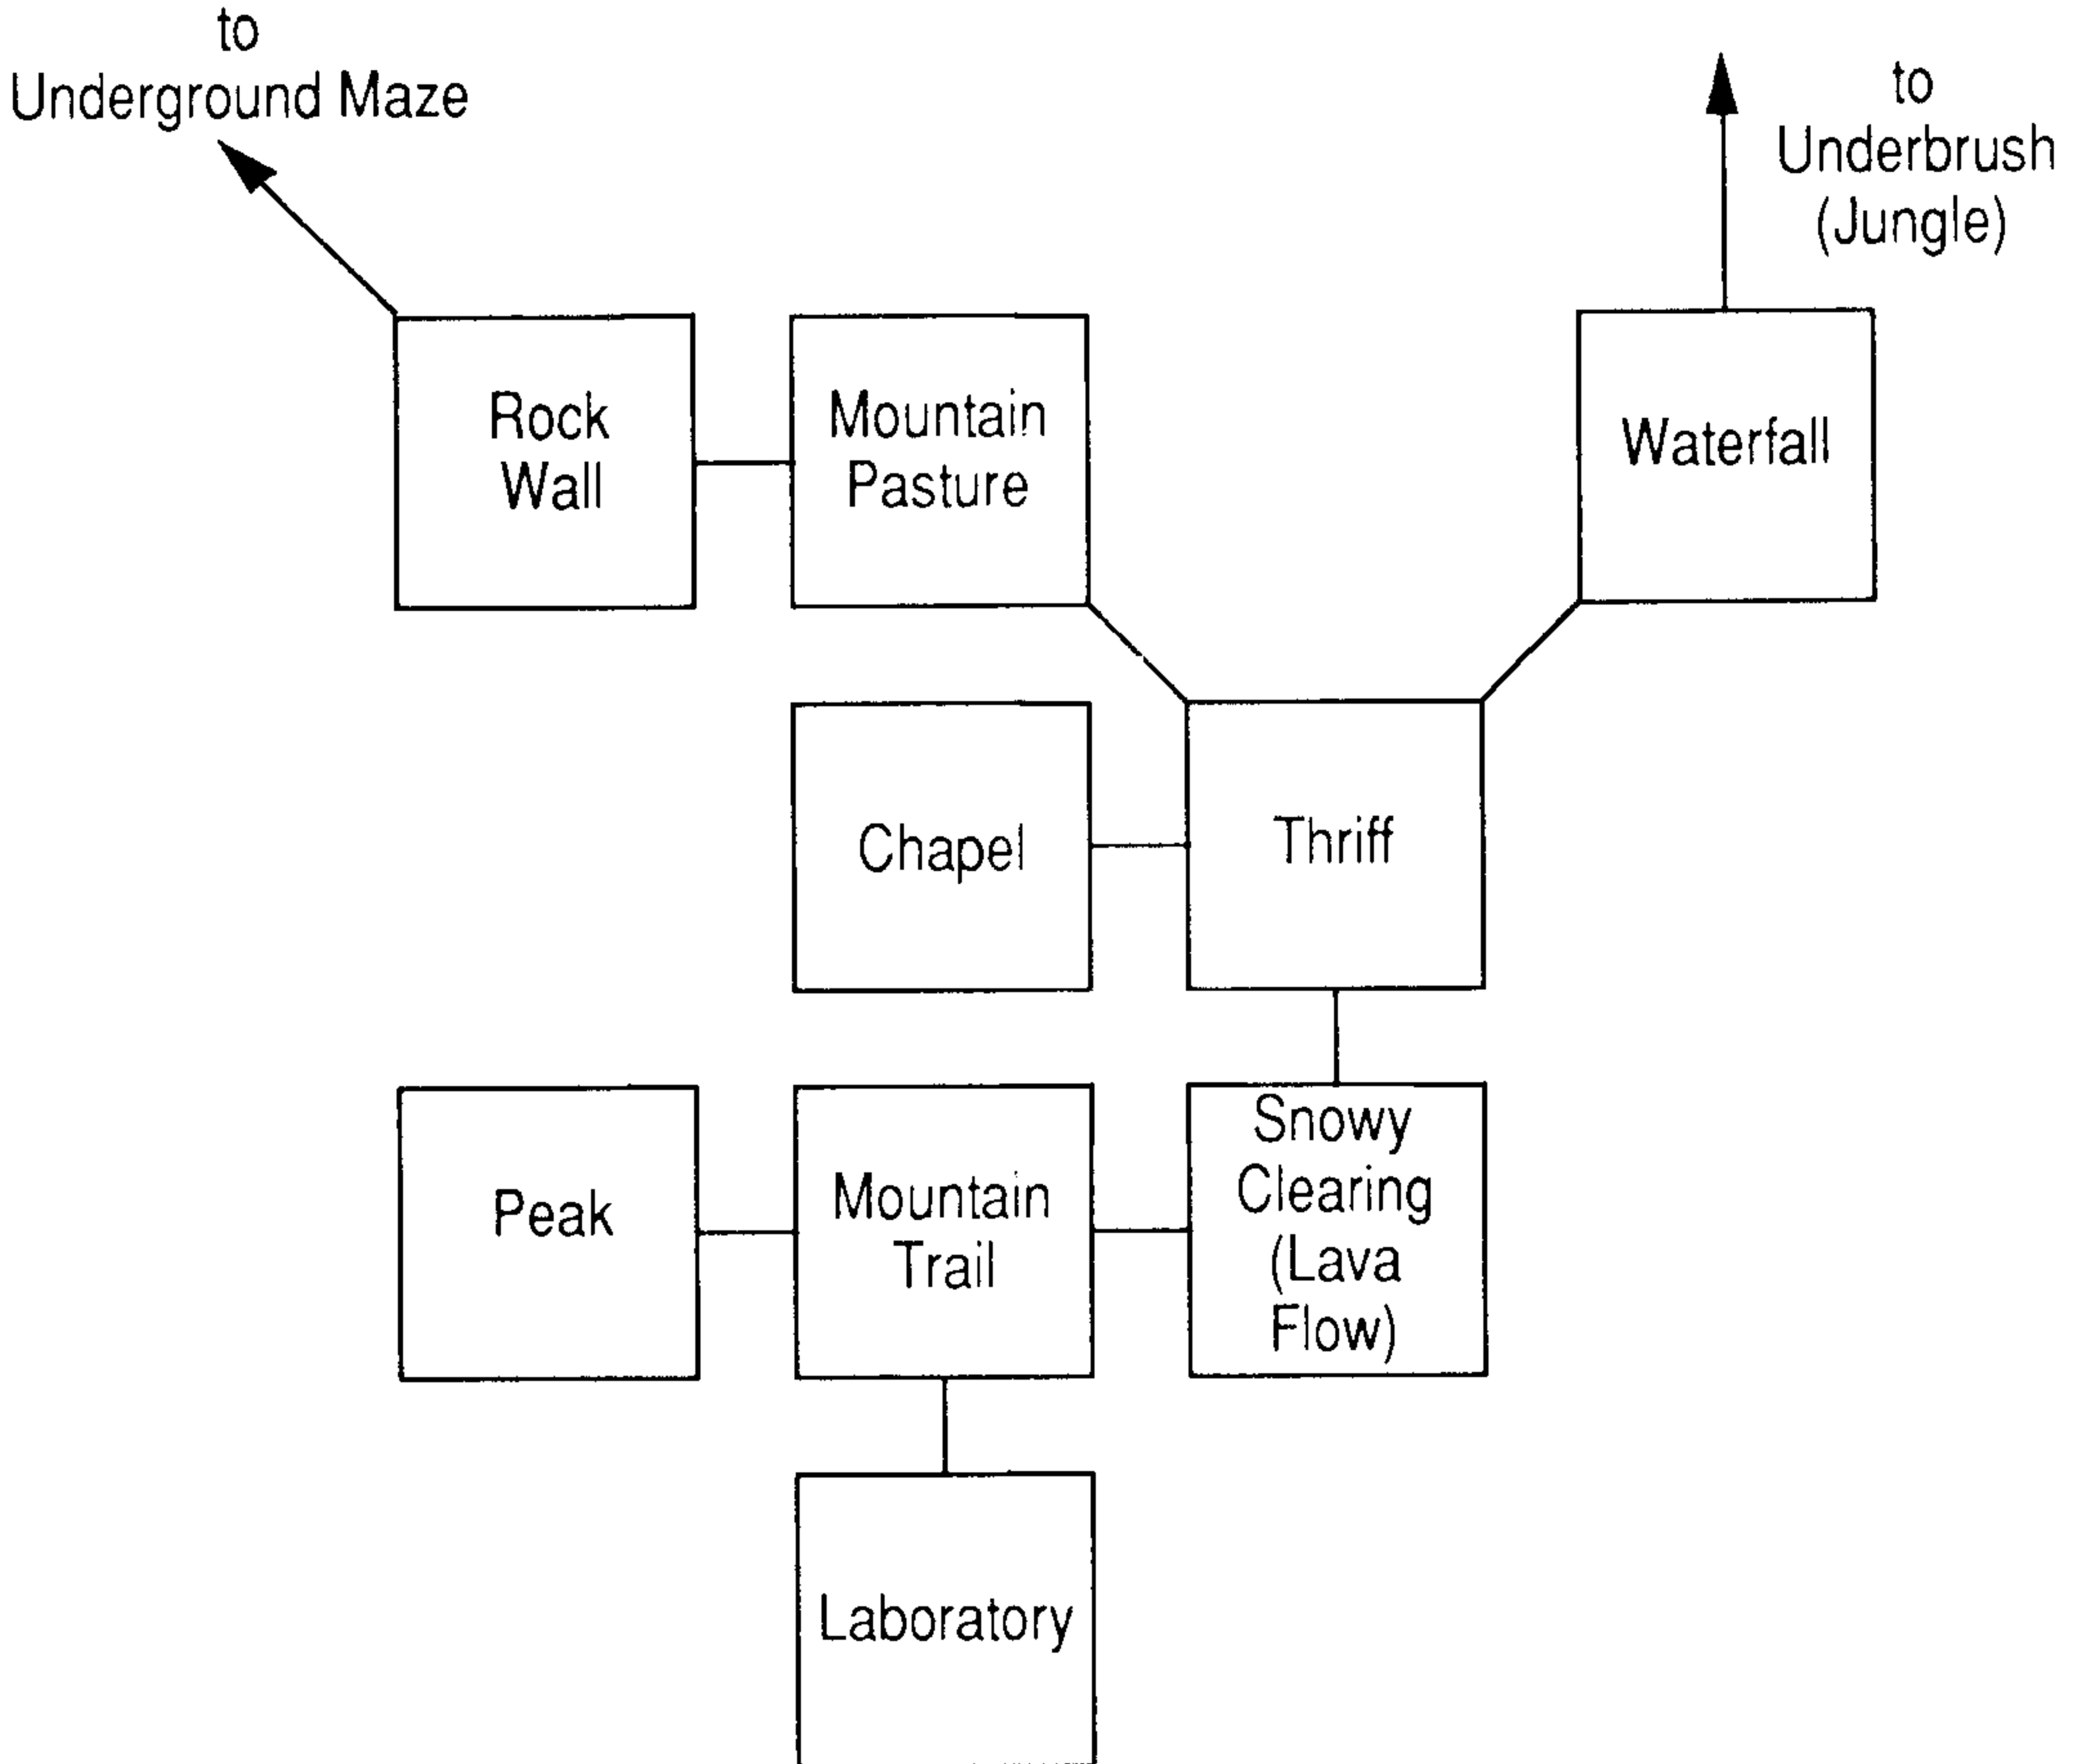 to
Underground Maze
to
Underbrush
(Jungle)
Rock
Wall
Mountain
Pasture
Waterfall
Chapel
Thriff
Peak
Mountain
Trail
Snowy
Clearing
(Lava
Flow)
Laboratory